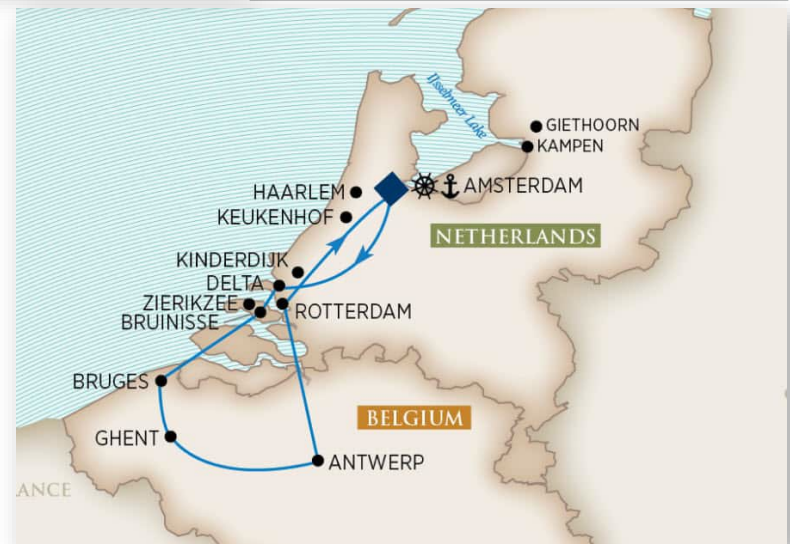 IJsselmeer Lake
GIETHOORN
KAMPEN
HAARLEM
AMSTERDAM
KEUKENHOF
NETHERLANDS
KINDERDIJK
DELTA
ZIERIKZEE
ROTTERDAM
BRUINISSE
BRUGES
BELGIUM
GHENT
ANTWERP
ANCE